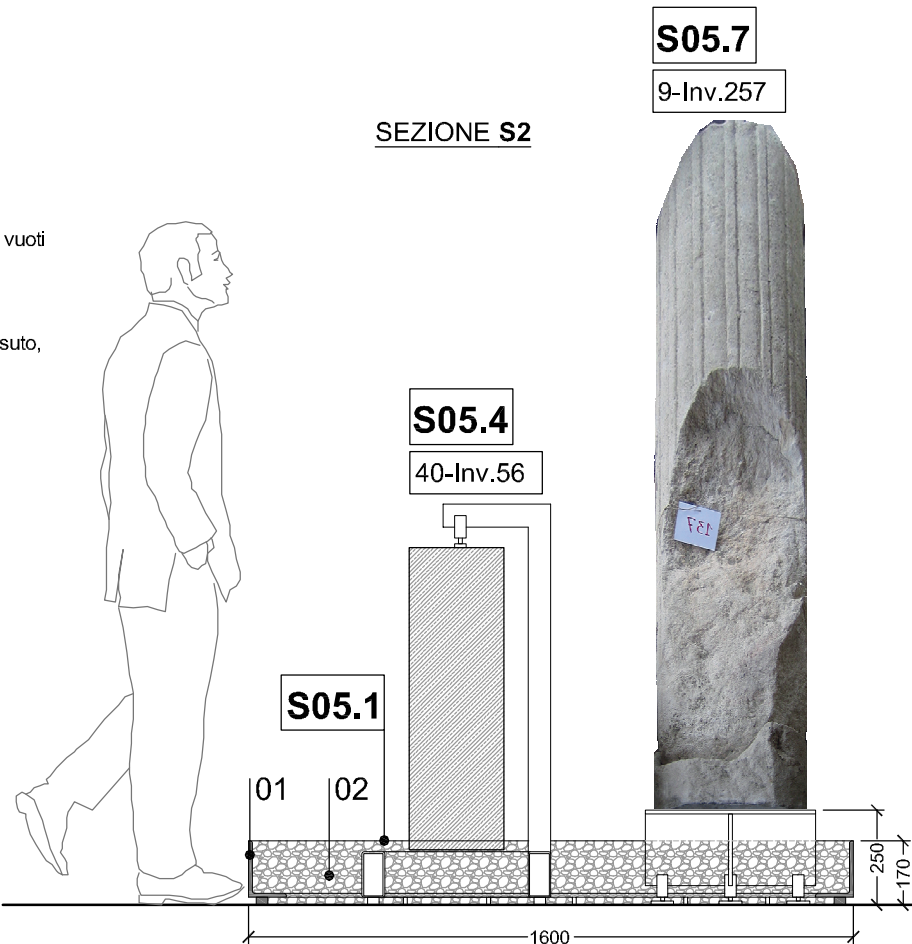 S05.7
9-Inv.257
SEZIONE S2
vuoti
suto,
S05.4
40-Inv.56
137
S05.1
01
02
250
170
1600